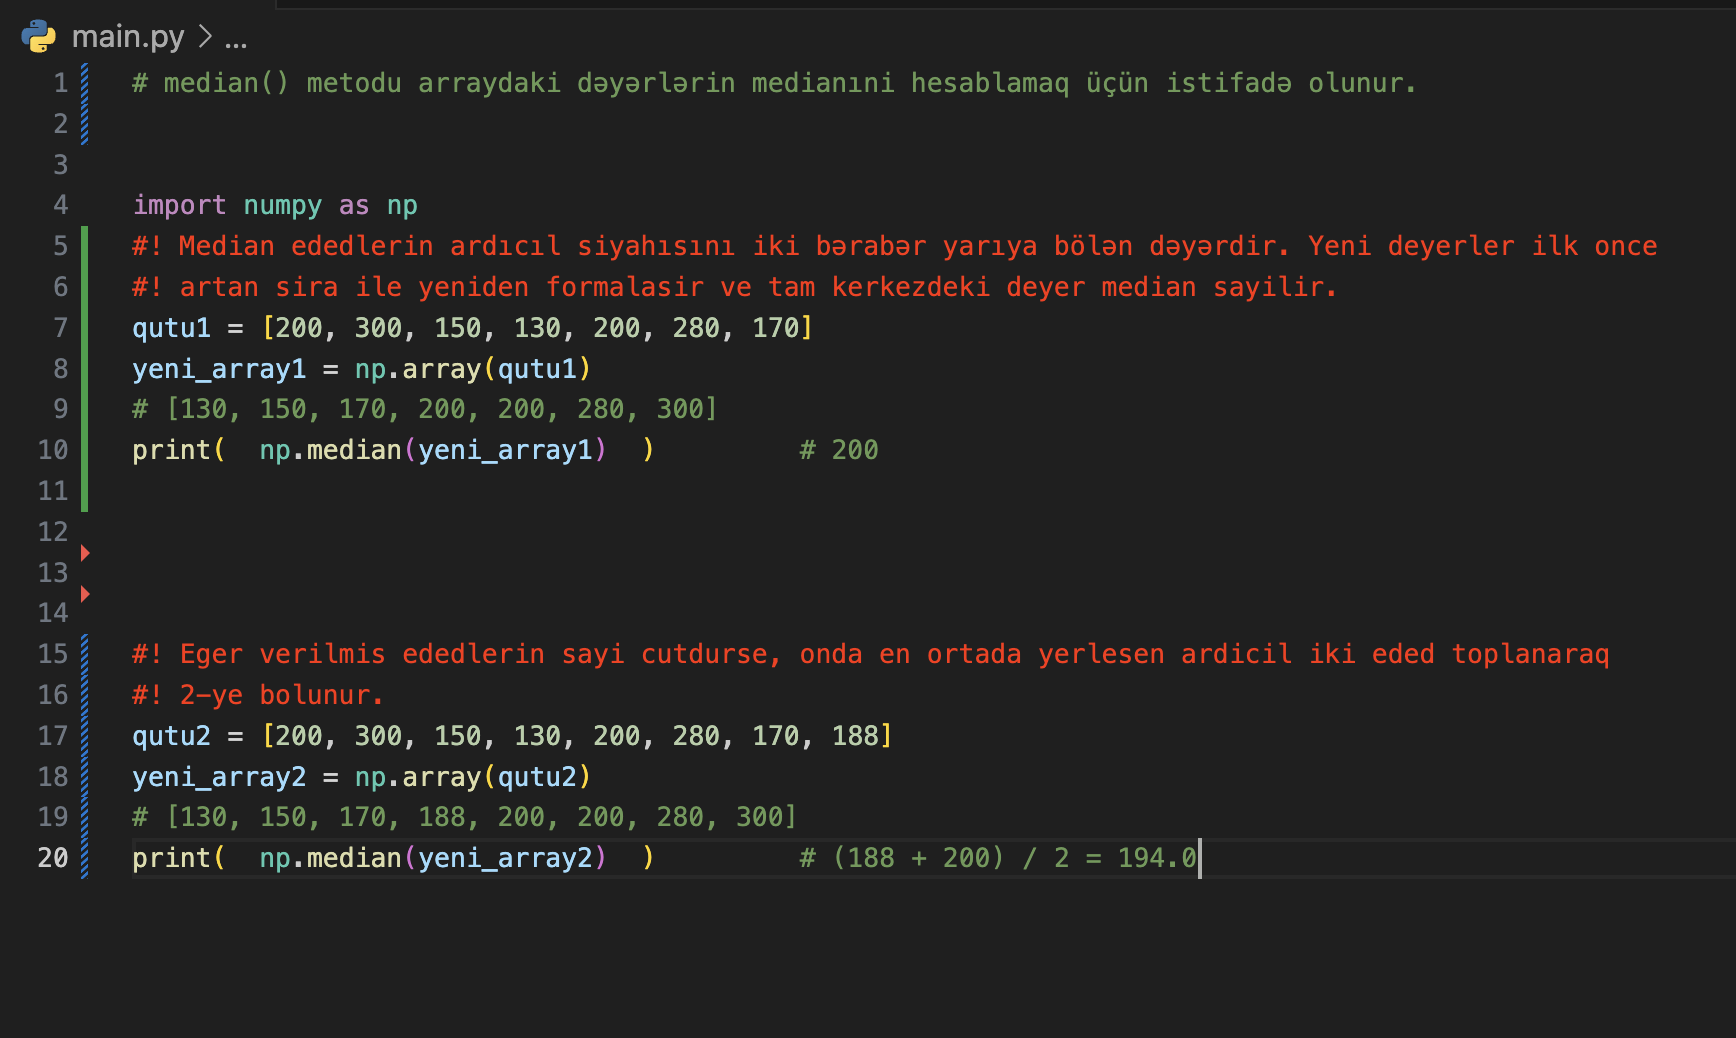 main.py > ...
1 # median() metodu arraydaki dəyərlərin medianıni hesablamaq üçün istifadə olunur.
2
3
4 import numpy as np
5 #! Median ededlerin ardıcıl siyahısını iki bərabər yarıya bölən dəyərdir. Yeni deyerler ilk once
6 #! artan sira ile yeniden formalasir ve tam kerkezdeki deyer median sayilir.
7 qutu1 = [200, 300, 150, 130, 200, 280, 170]
8 yeni_array1 = np.array(qutu1)
9 # [130, 150, 170, 200, 200, 280, 300]
10 print(  np.median(yeni_array1)  )         # 200
11
12
13
14
15 #! Eger verilmis ededlerin sayi cutdurse, onda en ortada yerlesen ardicil iki eded toplanaraq
16 #! 2-ye bolunur.
17 qutu2 = [200, 300, 150, 130, 200, 280, 170, 188]
18 yeni_array2 = np.array(qutu2)
19 # [130, 150, 170, 188, 200, 200, 280, 300]
20 print(  np.median(yeni_array2)  )         # (188 + 200) / 2 = 194.0